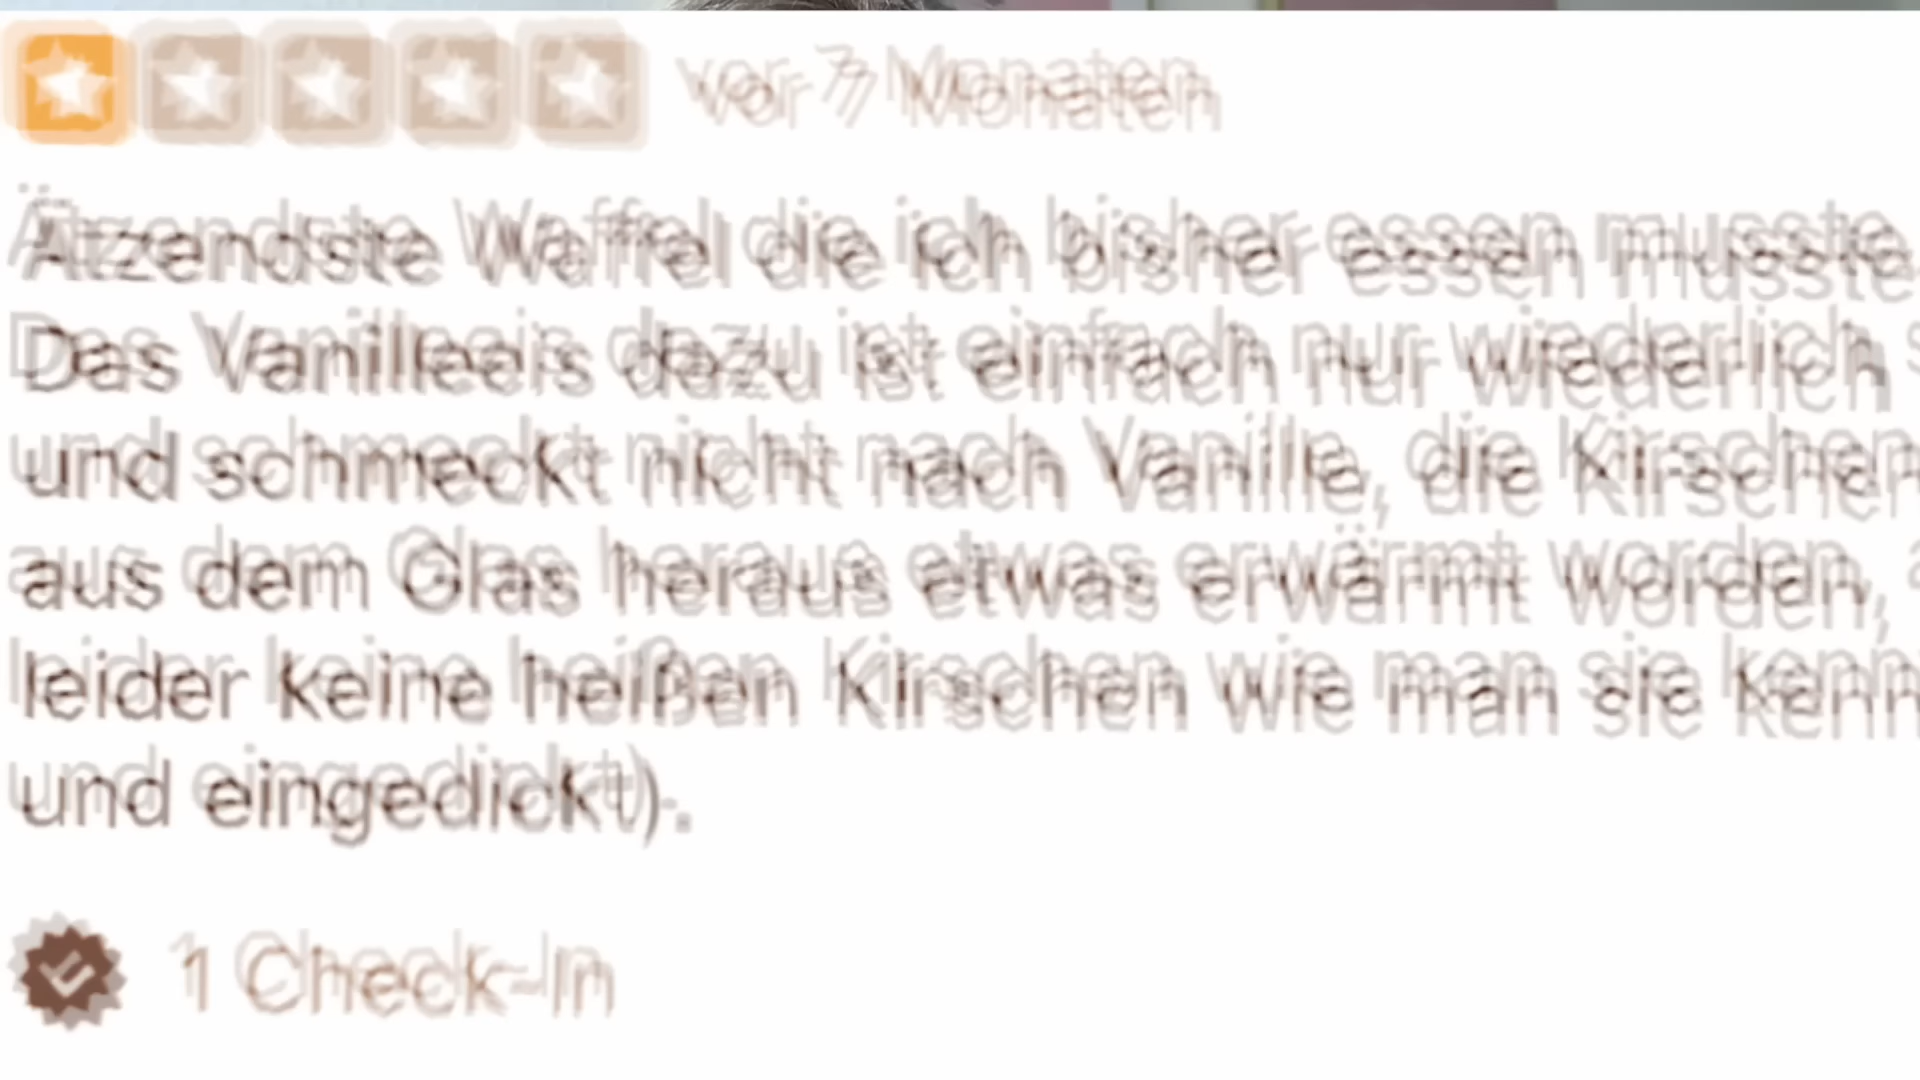 vor 7 Monaten
Ätzendste Waffel die ich bisher essen musste
Das Vanilleeis dazu ist einfach nur wiederlich
und schmeckt nicht nach Vanille, die Kirschen
aus dem Glas heraus etwas erwärmt worden,
leider keine heißen Kirschen wie man sie kenn
und eingedickt).
1 Check-In